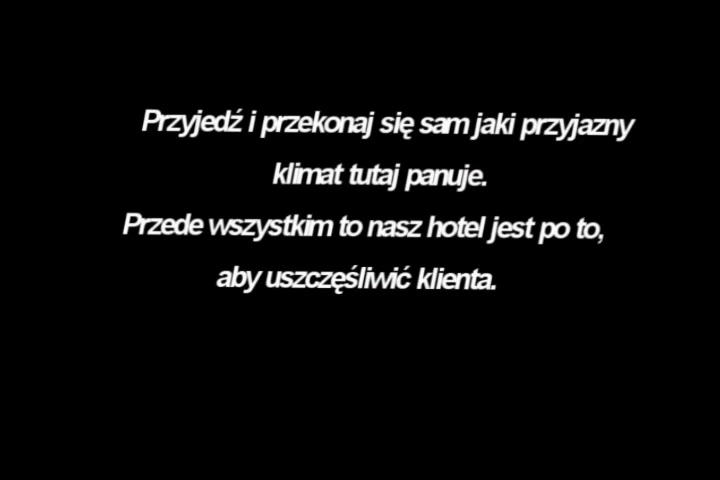 Przyjedź i przekonaj się sam jaki przyjazny
klimat tutaj panuje.
Przede wszystkim to nasz hotel jest po to,
aby uszczęśliwić klienta.